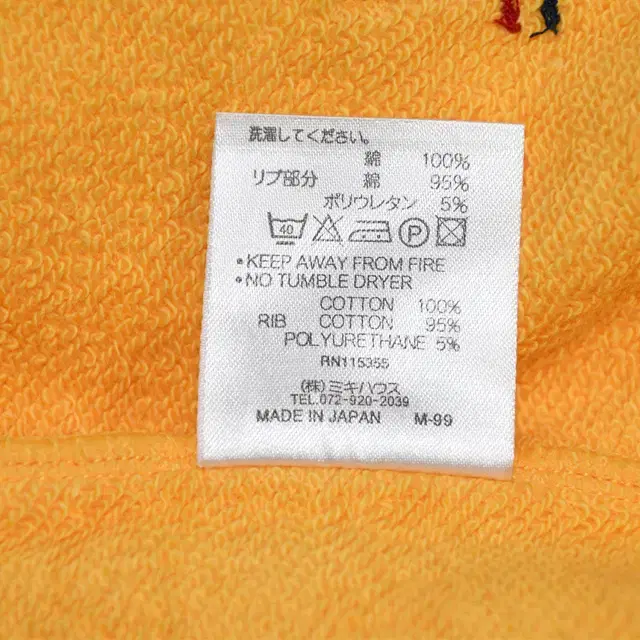 洗濯してください。
綿 100%
リブ部分 綿 95%
ポリウレタン 5%
40 P
•KEEP AWAY FROM FIRE
•NO TUMBLE DRYER
COTTON 100%
RIB COTTON 95%
POLYURETHANE 5%
RN115355
(株)ミキハウス
TEL.072-920-2039
MADE IN JAPAN M-99